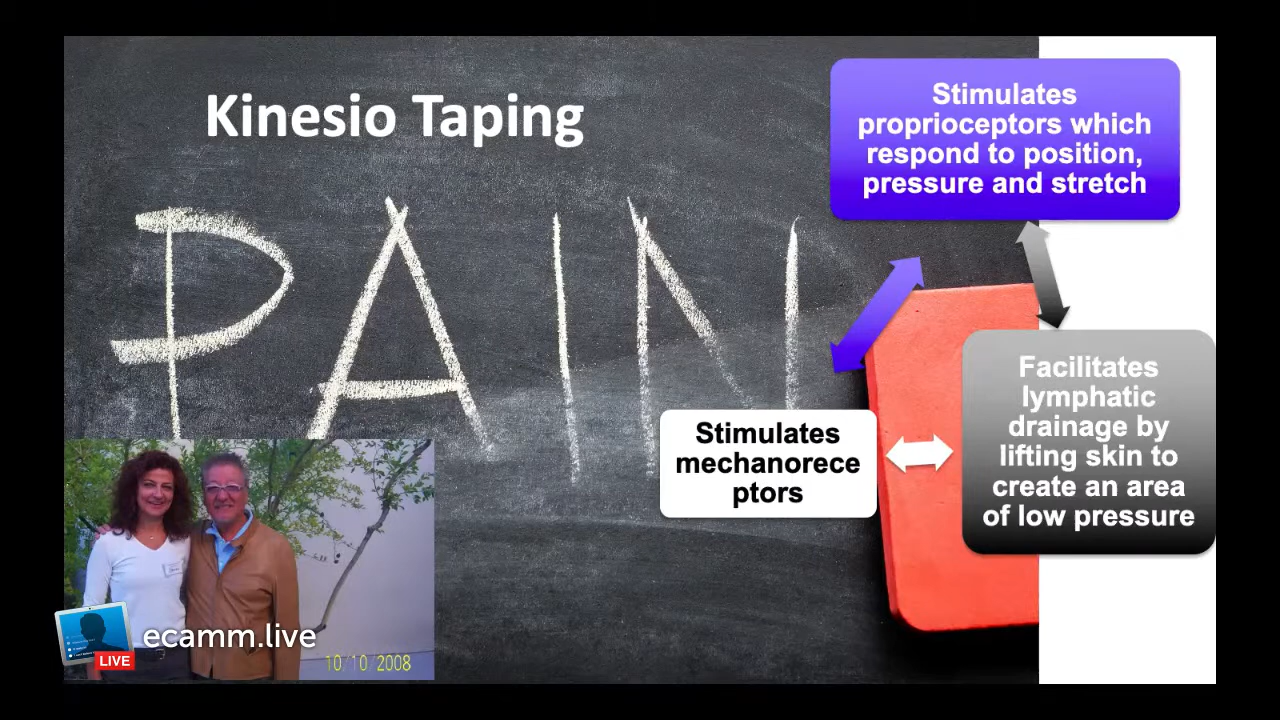 Kinesio Taping
PAIN
Stimulates
proprioceptors which
respond to position,
pressure and stretch
Facilitates
lymphatic
drainage by
lifting skin to
create an area
of low pressure
Stimulates
mechanorece
ptors
ecamm.live
LIVE
10/10 2008